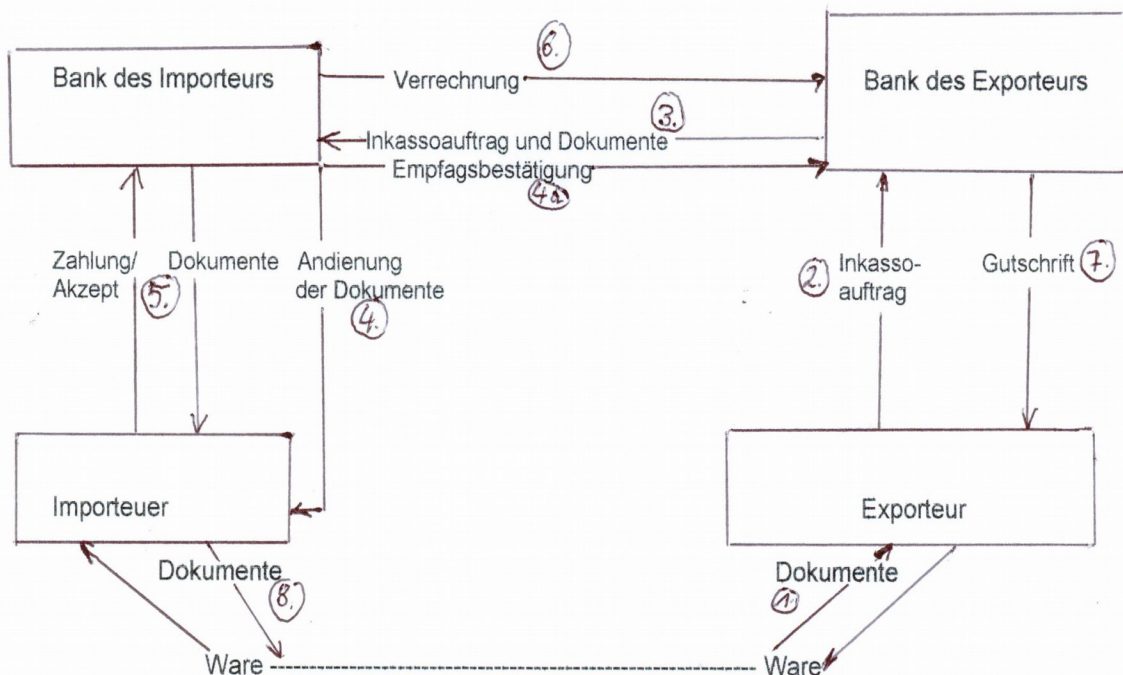 6.
Bank des Importeurs
Verrechnung
Bank des Exporteurs
3.
Inkassoauftrag und Dokumente
Empfagsbestätigung
4a
Zahlung/
Akzept
5.
Dokumente
Andienung
der Dokumente
4.
2.
Inkasso-
auftrag
Gutschrift
7.
Importeuer
Exporteur
Dokumente
8.
Dokumente
1.
Ware
Ware